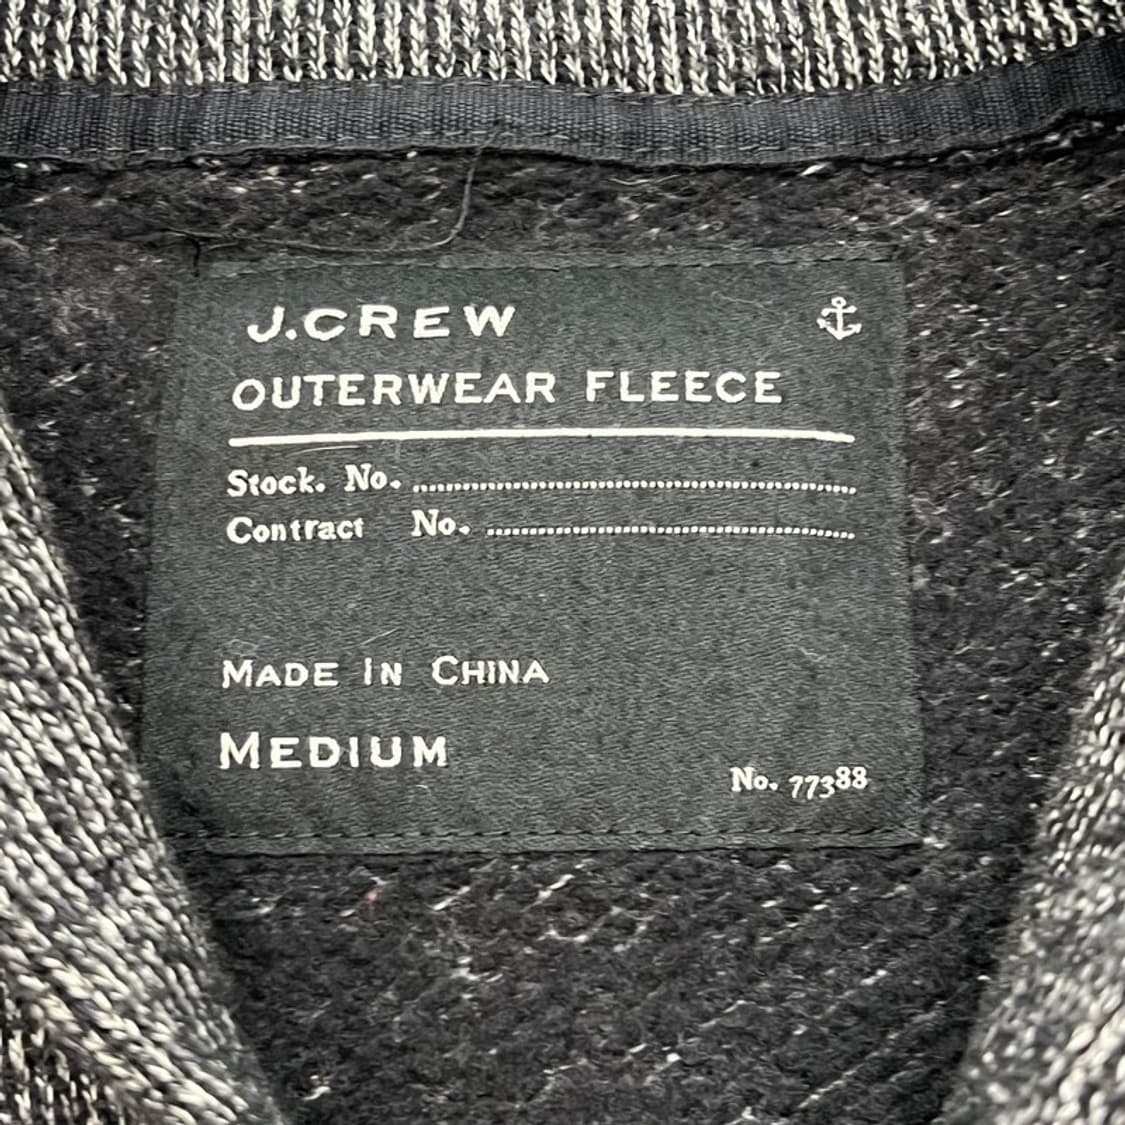 J.CREW
OUTERWEAR FLEECE
Stock. No. ........................................
Contract No. ........................................
MADE IN CHINA
MEDIUM
No. 77388